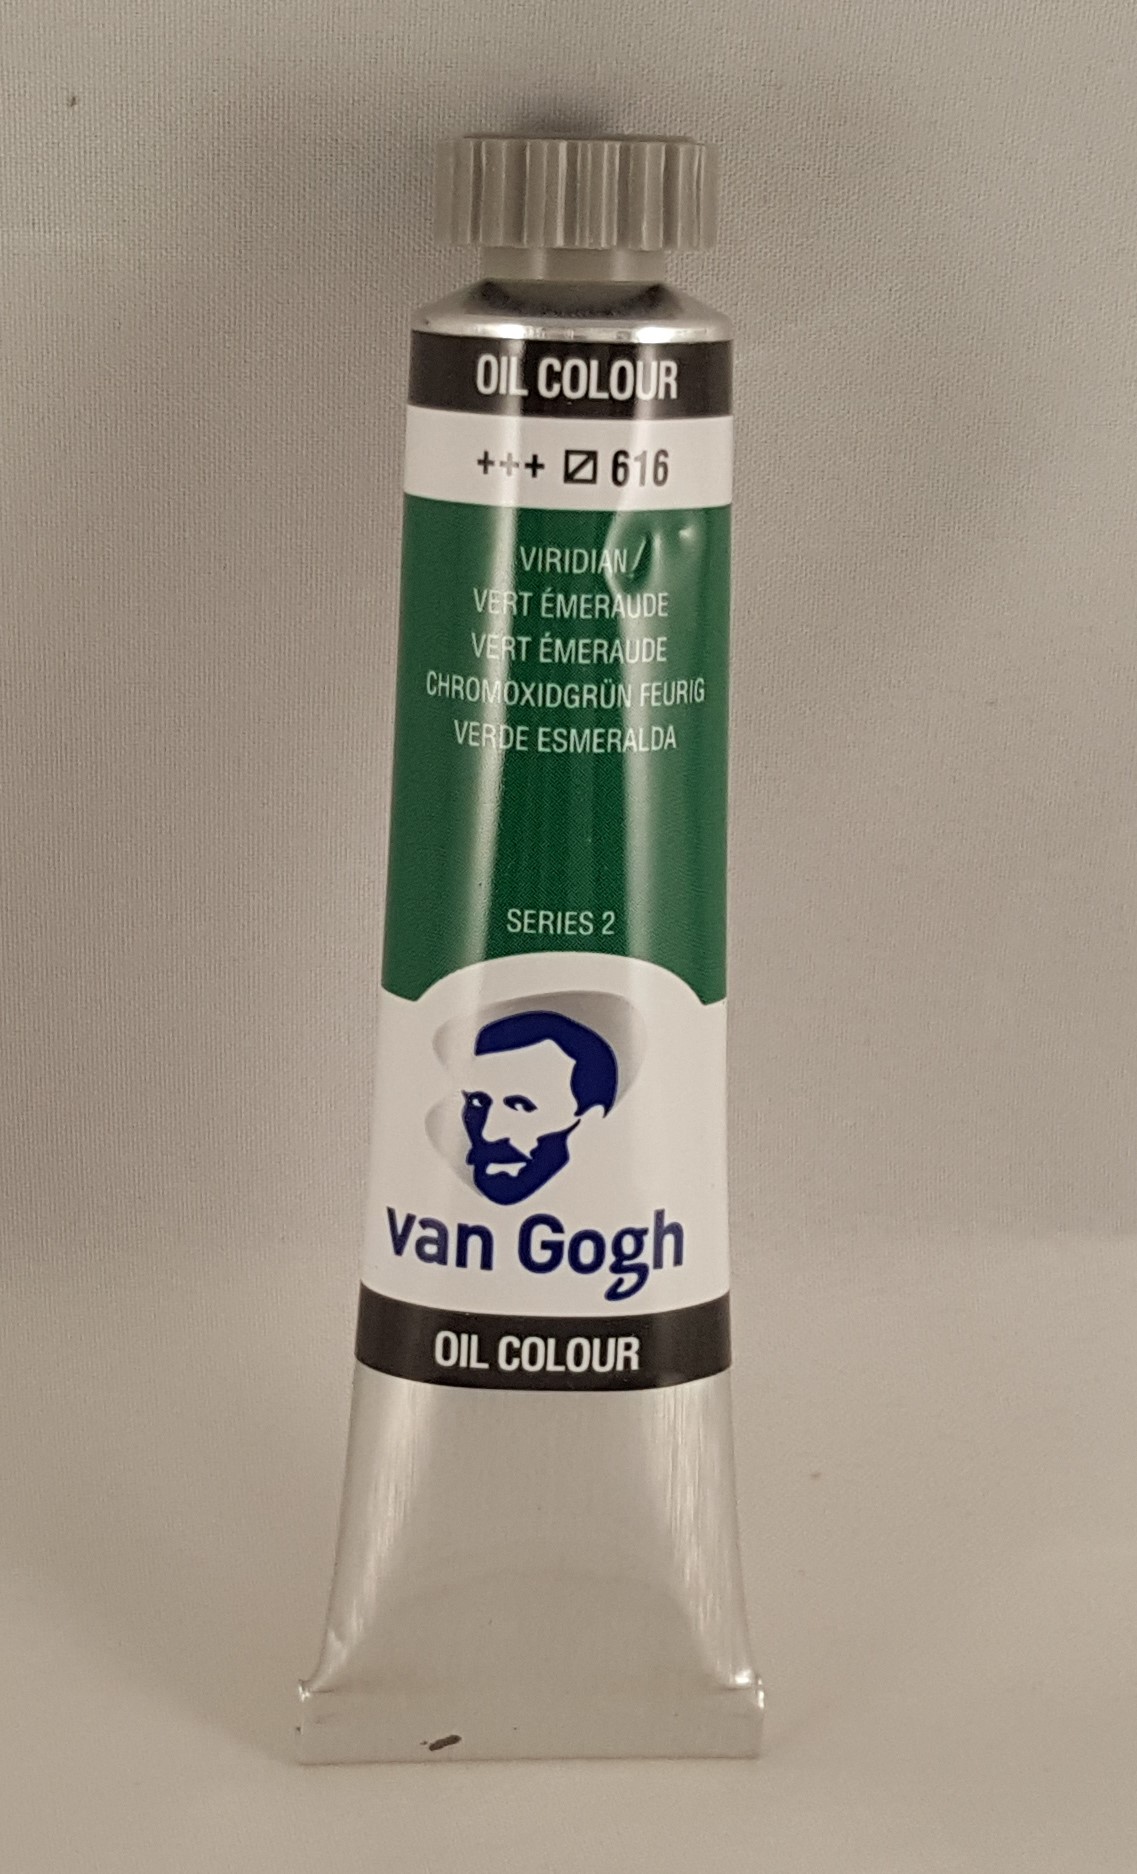 OIL COLOUR
+++ 616
VIRIDIAN/
VERT ÉMERAUDE
VERT ÉMERAUDE
CHROMOXIDGRÜN FEURIG
VERDE ESMERALDA
SERIES 2
van Gogh
OIL COLOUR